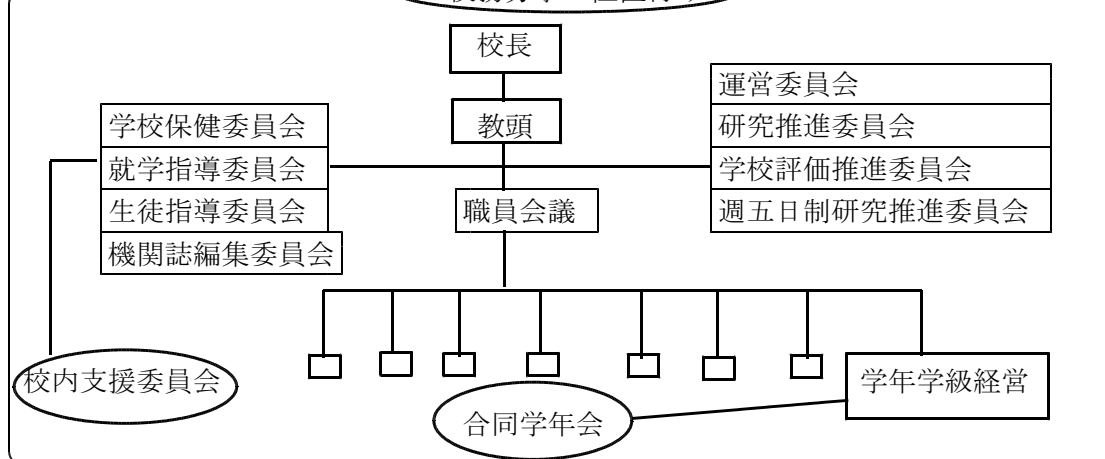 校長
教頭
運営委員会
研究推進委員会
学校評価推進委員会
週五日制研究推進委員会
学校保健委員会
就学指導委員会
生徒指導委員会
機関誌編集委員会
職員会議
校内支援委員会
合同学年会
学年学級経営